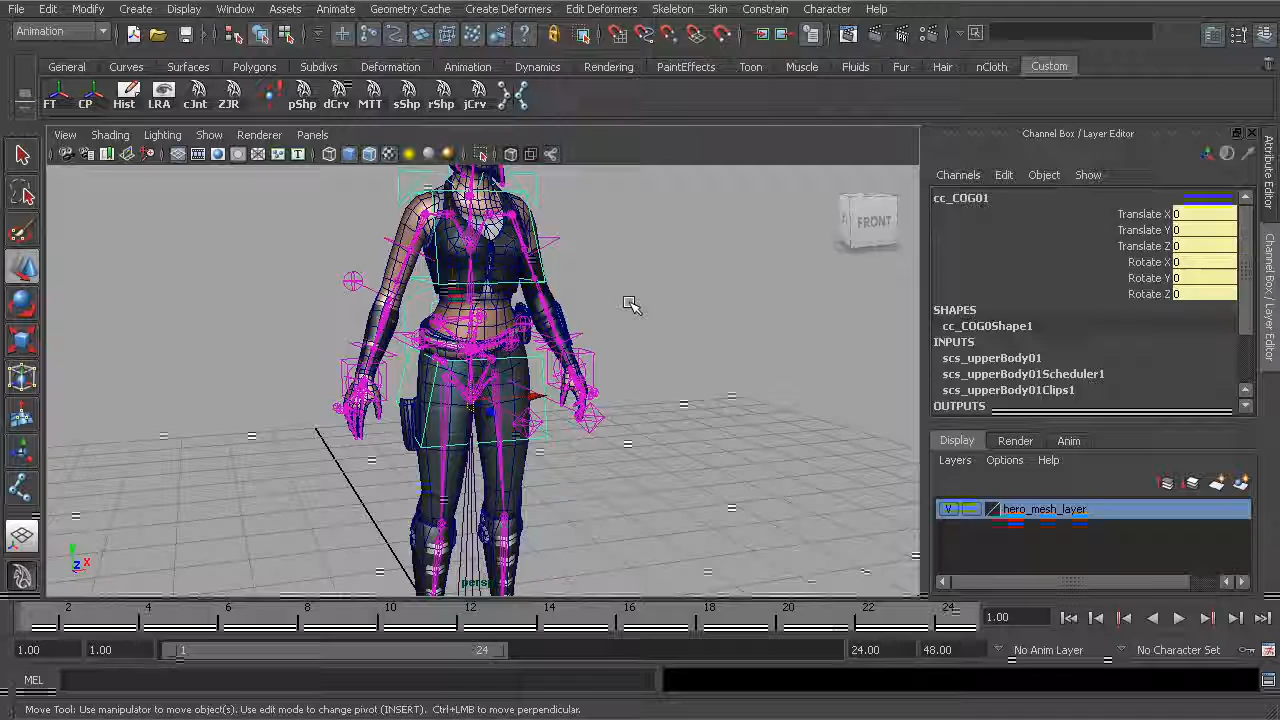 File Edit Modify Create Display Window Assets Animate Geometry Cache Create Deformers Edit Deformers Skeleton Skin Constrain Character Help
Animation
General Curves Surfaces Polygons Subdivs Deformation Animation Dynamics Rendering PaintEffects Toon Muscle Fluids Fur Hair nCloth Custom
FT CP Hist LRA cJnt ZJR pShp dCrv MTT sShp rShp jCrv
View Shading Lighting Show Renderer Panels
FRONT
persp
Y
Z X
Channel Box / Layer Editor
Channels Edit Object Show
cc_COG01
Translate X 0
Translate Y 0
Translate Z 0
Rotate X 0
Rotate Y 0
Rotate Z 0
SHAPES
cc_COG0Shape1
INPUTS
scs_upperBody01
scs_upperBody01Scheduler1
scs_upperBody01Clips1
OUTPUTS
Attribute Editor
Channel Box / Layer Editor
Display Render Anim
Layers Options Help
V hero_mesh_layer
2 4 6 8 10 12 14 16 18 20 22 24
1.00
1.00 1.00 1 24 24.00 48.00 No Anim Layer No Character Set
MEL
Move Tool: Use manipulator to move object(s). Use edit mode to change pivot (INSERT). Ctrl+LMB to move perpendicular.